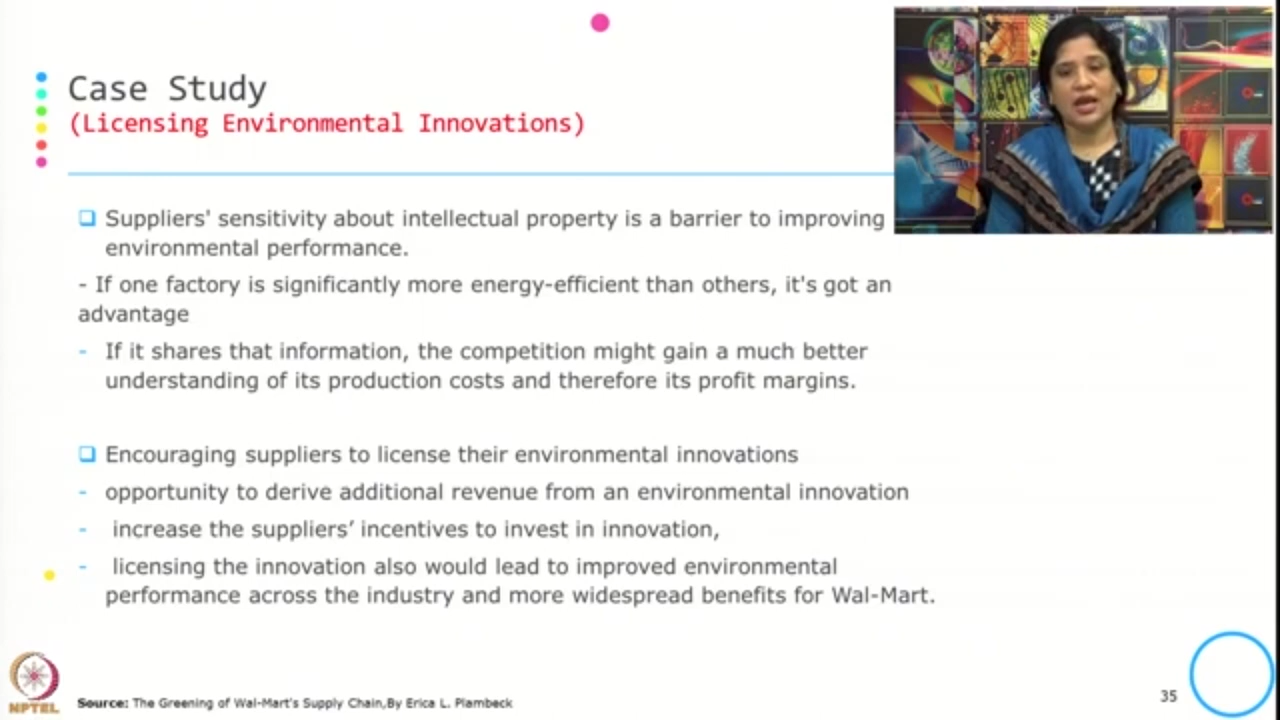 Case Study
(Licensing Environmental Innovations)
Suppliers' sensitivity about intellectual property is a barrier to improving
environmental performance.
- If one factory is significantly more energy-efficient than others, it's got an
advantage
- If it shares that information, the competition might gain a much better
understanding of its production costs and therefore its profit margins.
Encouraging suppliers to license their environmental innovations
- opportunity to derive additional revenue from an environmental innovation
- increase the suppliers’ incentives to invest in innovation,
- licensing the innovation also would lead to improved environmental
performance across the industry and more widespread benefits for Wal-Mart.
NPTEL
Source: The Greening of Wal-Mart's Supply Chain,By Erica L. Plambeck
35